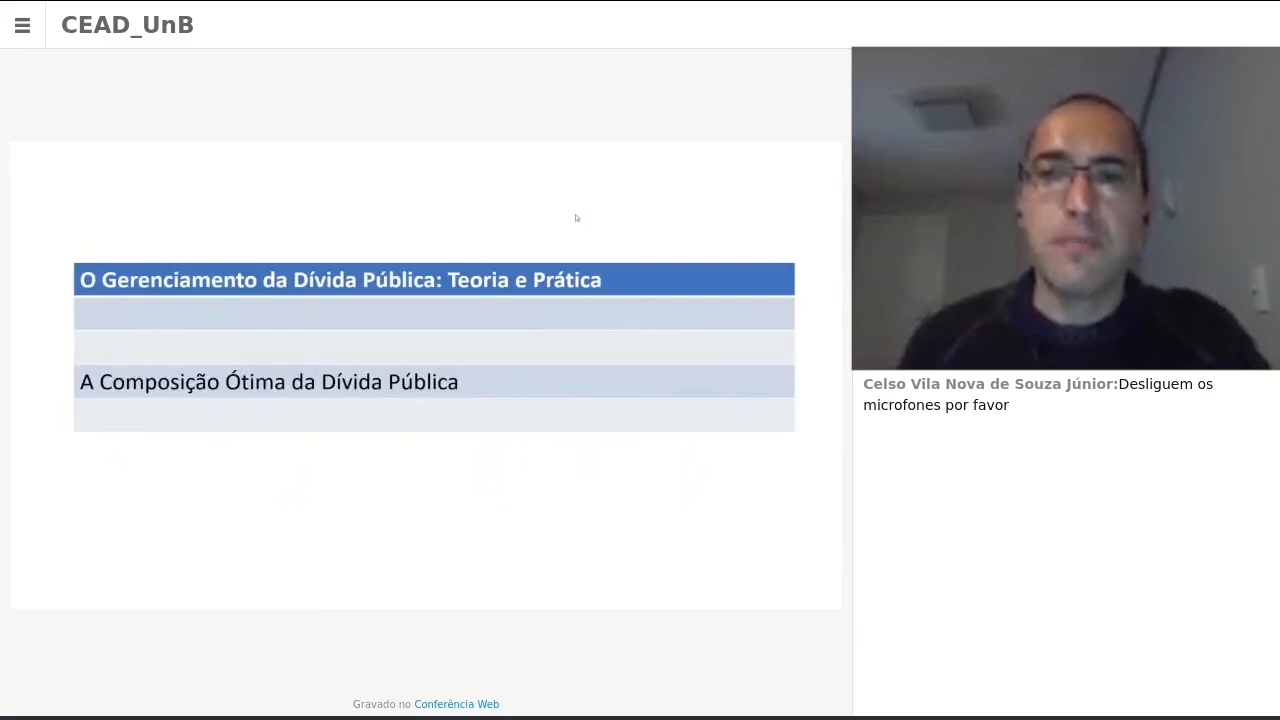 CEAD_UnB
O Gerenciamento da Dívida Pública: Teoria e Prática
A Composição Ótima da Dívida Pública
Celso Vila Nova de Souza Júnior:Desliguem os
microfones por favor
Gravado no Conferência Web